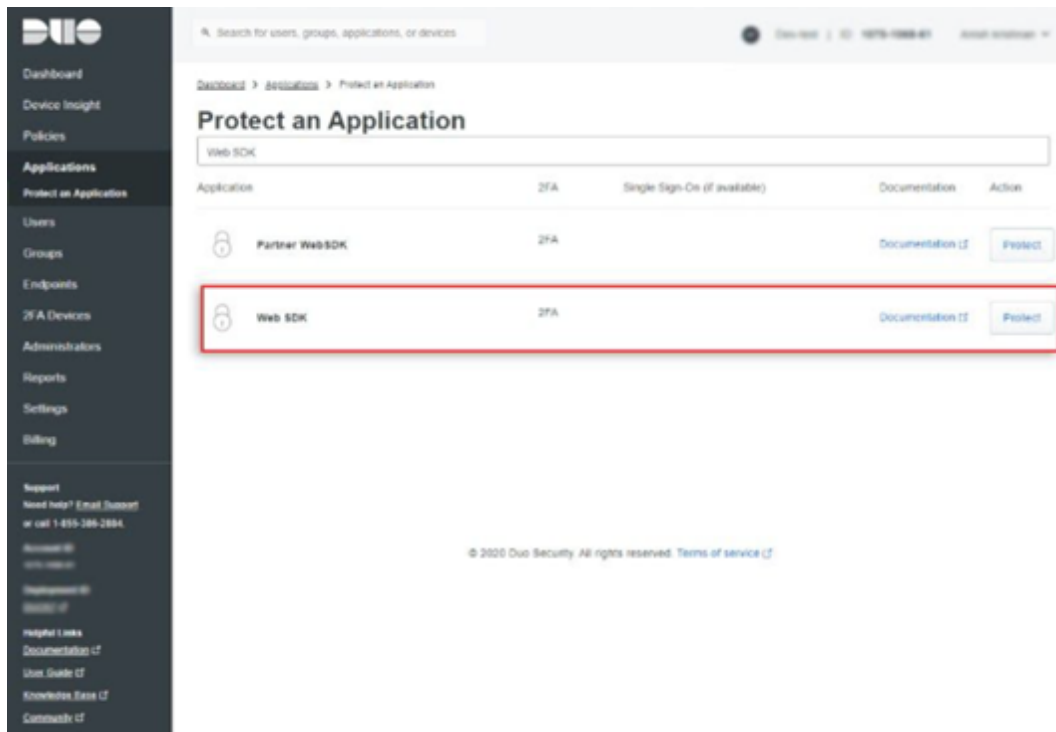 DUO
Search for users, groups, applications, or devices
Dashboard
Device Insight
Policies
Applications
Protect an Application
Users
Groups
Endpoints
2FA Devices
Administrators
Reports
Settings
Billing
Support
Need help? Email Support
or call 1-855-386-2884.
Helpful Links
Documentation
User Guide
Knowledge Base
Community
Dashboard > Applications > Protect an Application
Protect an Application
Web SDK
Application 2FA Single Sign-On (if available) Documentation Action
Partner WebSDK 2FA Documentation Protect
Web SDK 2FA Documentation Protect
© 2020 Duo Security. All rights reserved. Terms of service